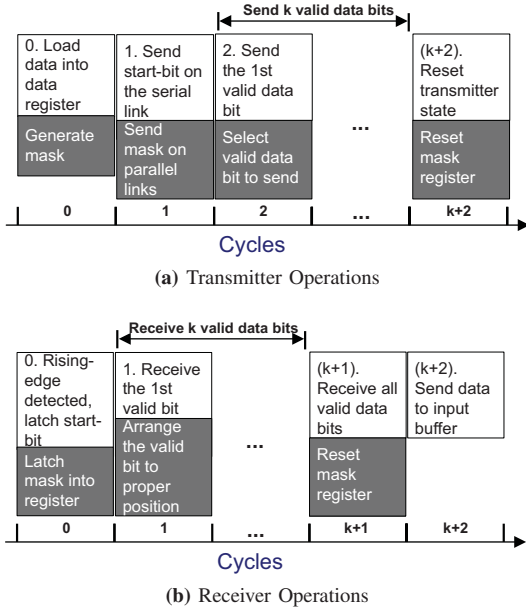 Send k valid data bits
0. Load
data into
data
register
Generate
mask
1. Send
start-bit on
the serial
link
Send
mask on
parallel
links
2. Send
the 1st
valid data
bit
Select
valid data
bit to send
...
(k+2).
Reset
transmitter
state
Reset
mask
register
0
1
2
...
k+2
Cycles
(a) Transmitter Operations
Receive k valid data bits
0. Rising-
edge
detected,
latch start-
bit
Latch
mask into
register
1. Receive
the 1st
valid bit
Arrange
the valid
bit to
proper
position
...
(k+1).
Receive all
valid data
bits
Reset
mask
register
(k+2).
Send data
to input
buffer
0
1
...
k+1
k+2
Cycles
(b) Receiver Operations